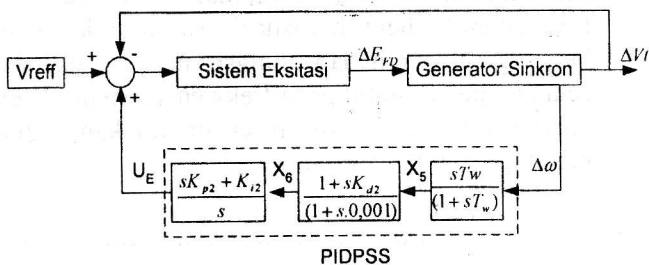 ΔE_FD
+
-
Vreff
Sistem Eksitasi
Generator Sinkron
ΔVt
+
U_E
X_6
X_5
Δω
sK_p2 + K_i2
s
1 + sK_d2
(1 + s.0,001)
sTw
(1 + sT_w)
PIDPSS